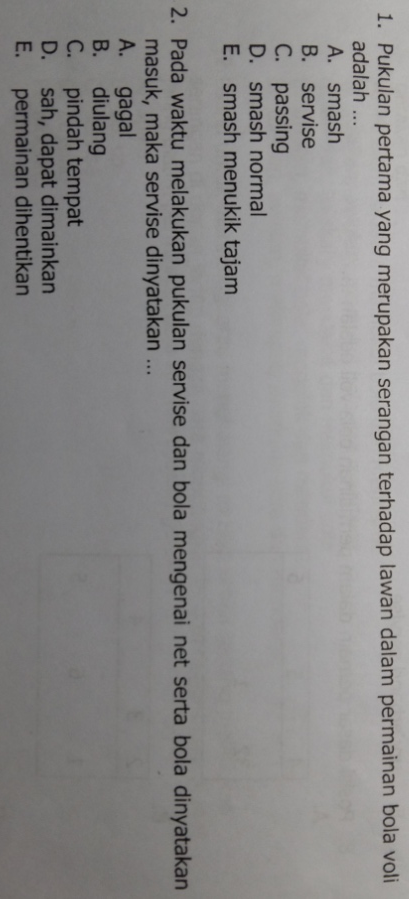 1. Pukulan pertama yang merupakan serangan terhadap lawan dalam permainan bola voli
adalah ...
A. smash
B. servise
C. passing
D. smash normal
E. smash menukik tajam
2. Pada waktu melakukan pukulan servise dan bola mengenai net serta bola dinyatakan
masuk, maka servise dinyatakan ...
A. gagal
B. diulang
C. pindah tempat
D. sah, dapat dimainkan
E. permainan dihentikan